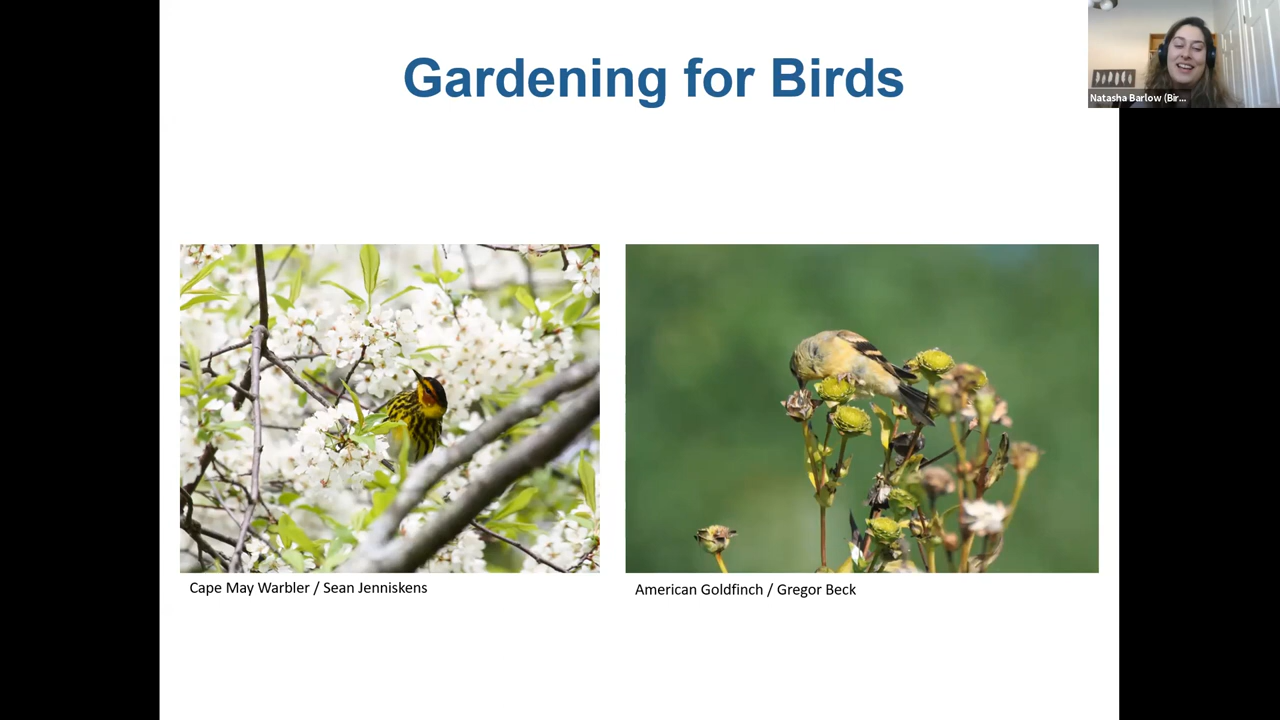 Gardening for Birds
Natasha Barlow (Bir...
Cape May Warbler / Sean Jenniskens
American Goldfinch / Gregor Beck